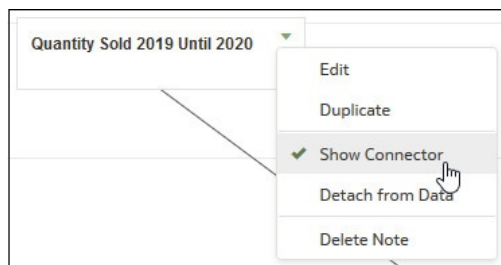 Quantity Sold 2019 Until 2020
Edit
Duplicate
Show Connector
Detach from Data
Delete Note